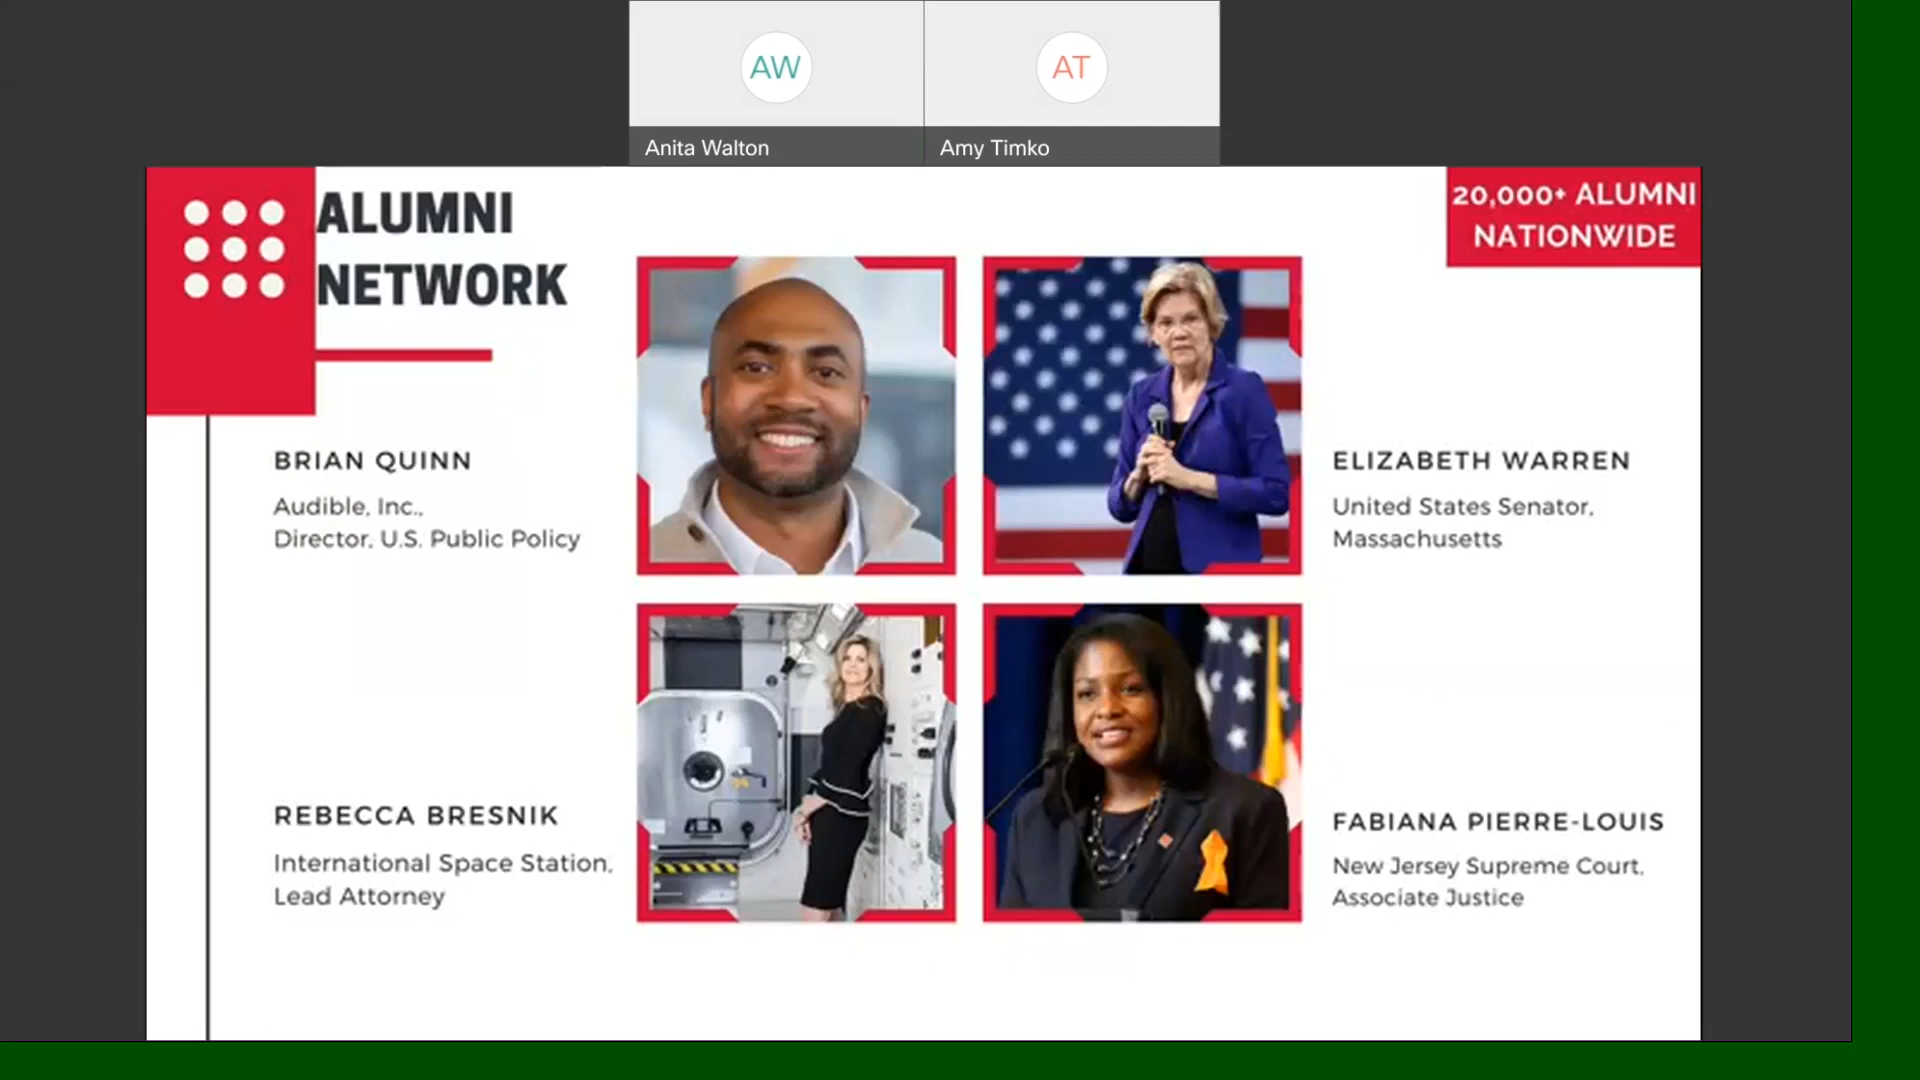 AW
AT
Anita Walton
Amy Timko
ALUMNI
NETWORK
20,000+ ALUMNI
NATIONWIDE
BRIAN QUINN
Audible, Inc.,
Director, U.S. Public Policy
ELIZABETH WARREN
United States Senator,
Massachusetts
REBECCA BRESNIK
International Space Station,
Lead Attorney
FABIANA PIERRE-LOUIS
New Jersey Supreme Court,
Associate Justice